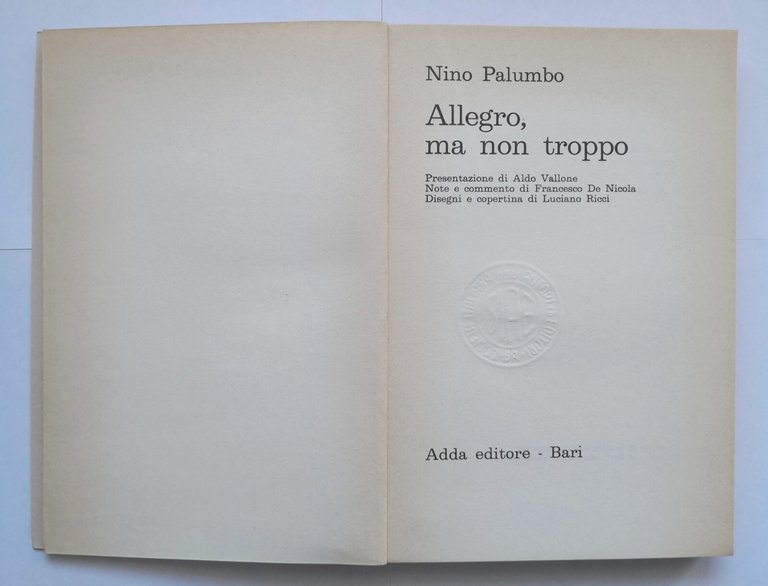 Nino Palumbo
Allegro,
ma non troppo
Presentazione di Aldo Vallone
Note e commento di Francesco De Nicola
Disegni e copertina di Luciano Ricci
SIAE
Adda editore - Bari